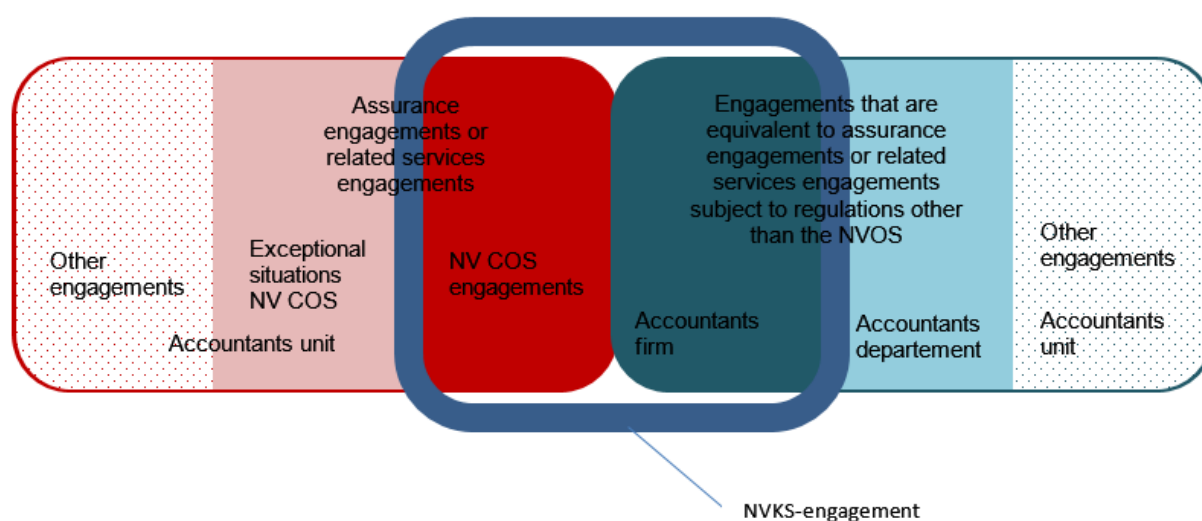 Assurance
engagements or
related services
engagements
Engagements that are
equivalent to assurance
engagements or related
services engagements
subject to regulations other
than the NVOS
Other
engagements
Exceptional
situations
NV COS
NV COS
engagements
Other
engagements
Accountants unit
Accountants
firm
Accountants
departement
Accountants
unit
NVKS-engagement